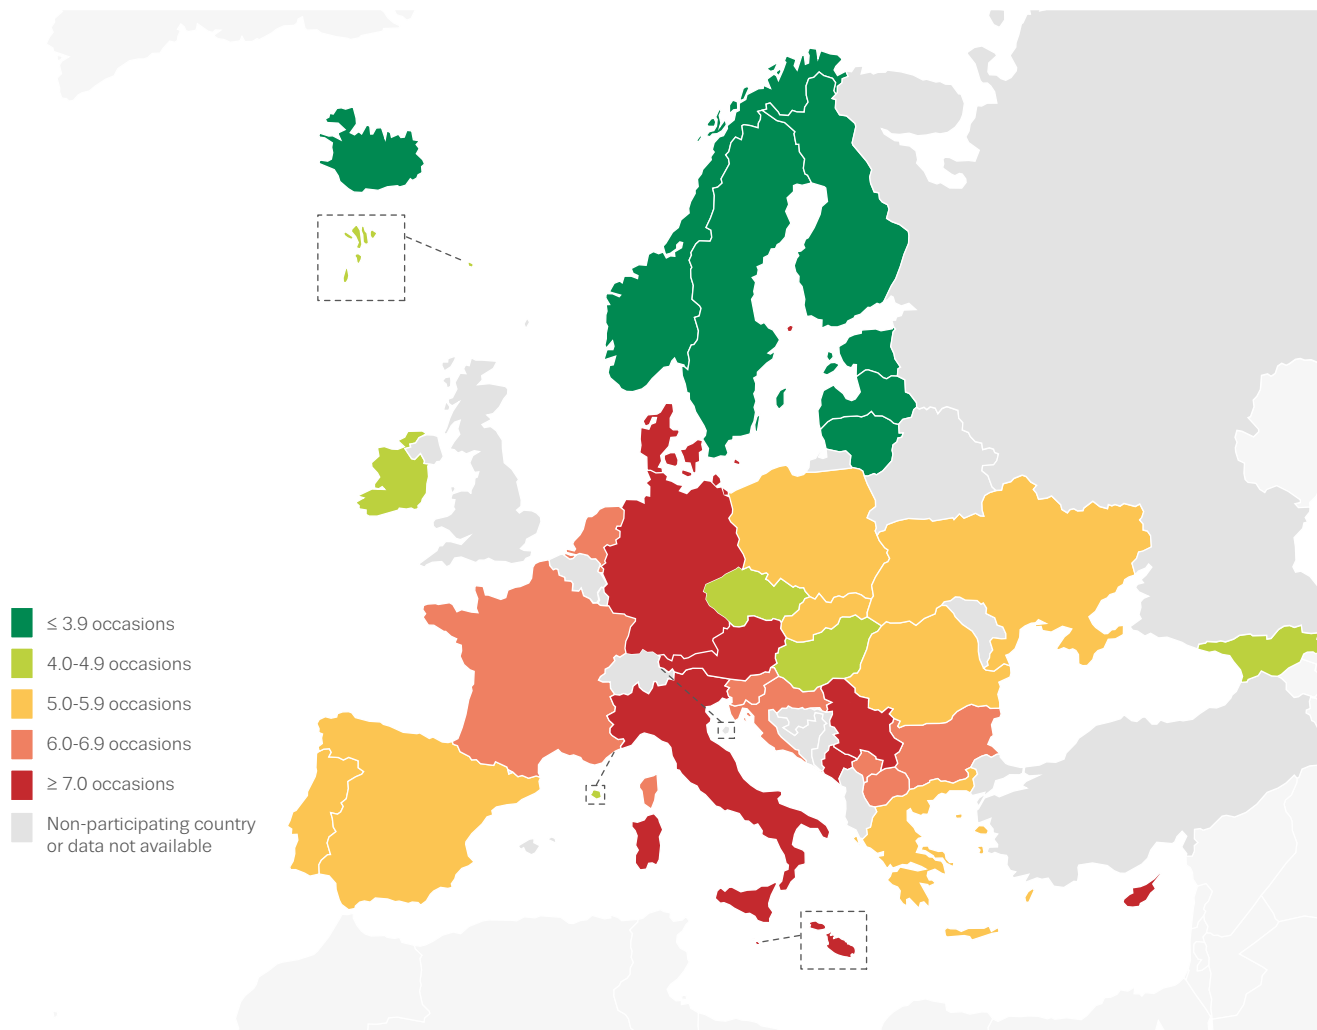 ≤ 3.9 occasions
4.0-4.9 occasions
5.0-5.9 occasions
6.0-6.9 occasions
≥ 7.0 occasions
Non-participating country
or data not available